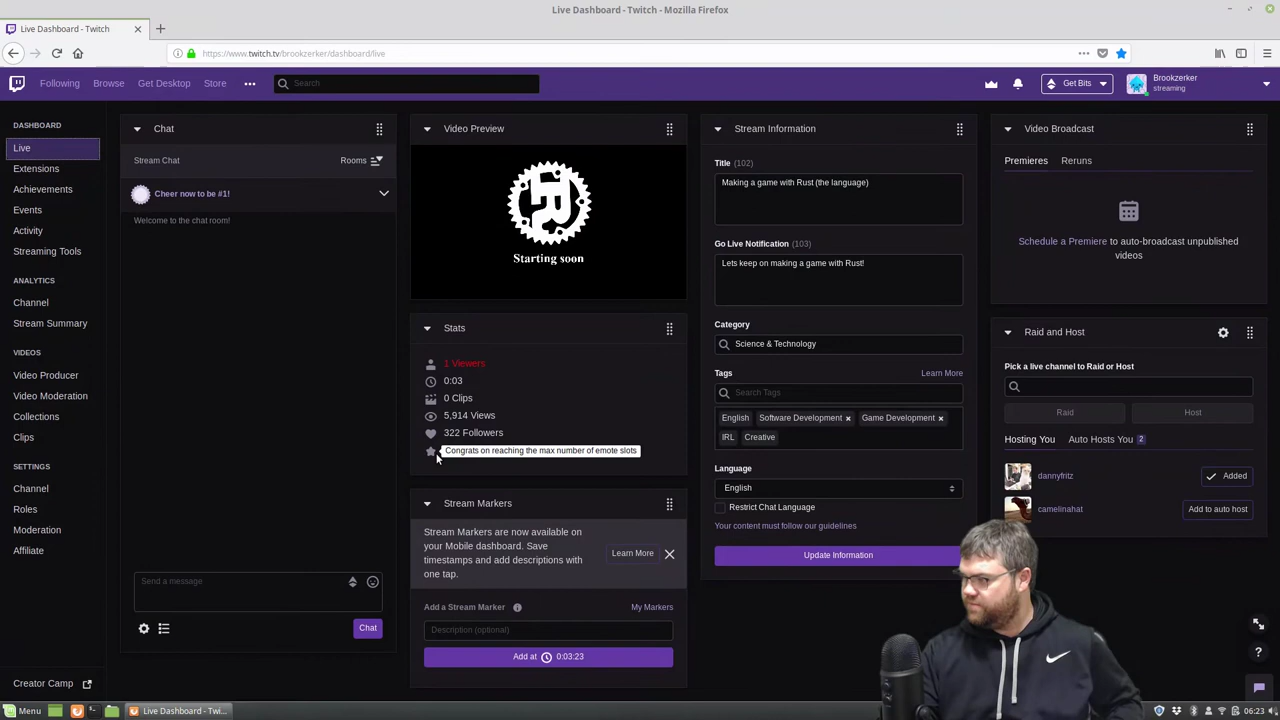 Live Dashboard - Twitch - Mozilla Firefox
Live Dashboard - Twitch
https://www.twitch.tv/brookzerker/dashboard/live
Following
Browse
Get Desktop
Store
Search
Get Bits
Brookzerker
streaming
DASHBOARD
Live
Extensions
Achievements
Events
Activity
Streaming Tools
ANALYTICS
Channel
Stream Summary
VIDEOS
Video Producer
Video Moderation
Collections
Clips
SETTINGS
Channel
Roles
Moderation
Affiliate
Creator Camp
Chat
Stream Chat
Rooms
Cheer now to be #1!
Welcome to the chat room!
Send a message
Chat
Video Preview
R
Starting soon
Stats
1 Viewers
0:03
0 Clips
5,914 Views
322 Followers
Congrats on reaching the max number of emote slots
Stream Markers
Stream Markers are now available on
your Mobile dashboard. Save
timestamps and add descriptions with
one tap.
Learn More
Add a Stream Marker
My Markers
Description (optional)
Add at 0:03:23
Stream Information
Title (102)
Making a game with Rust (the language)
Go Live Notification (103)
Lets keep on making a game with Rust!
Category
Science & Technology
Tags
Learn More
Search Tags
English
Software Development
Game Development
IRL
Creative
Language
English
Restrict Chat Language
Your content must follow our guidelines
Update Information
Video Broadcast
Premieres
Reruns
Schedule a Premiere to auto-broadcast unpublished
videos
Raid and Host
Pick a live channel to Raid or Host
Raid
Host
Hosting You
Auto Hosts You 2
dannyfritz
Added
camelinahat
Add to auto host
?
Menu
Live Dashboard - Twi...
06:23